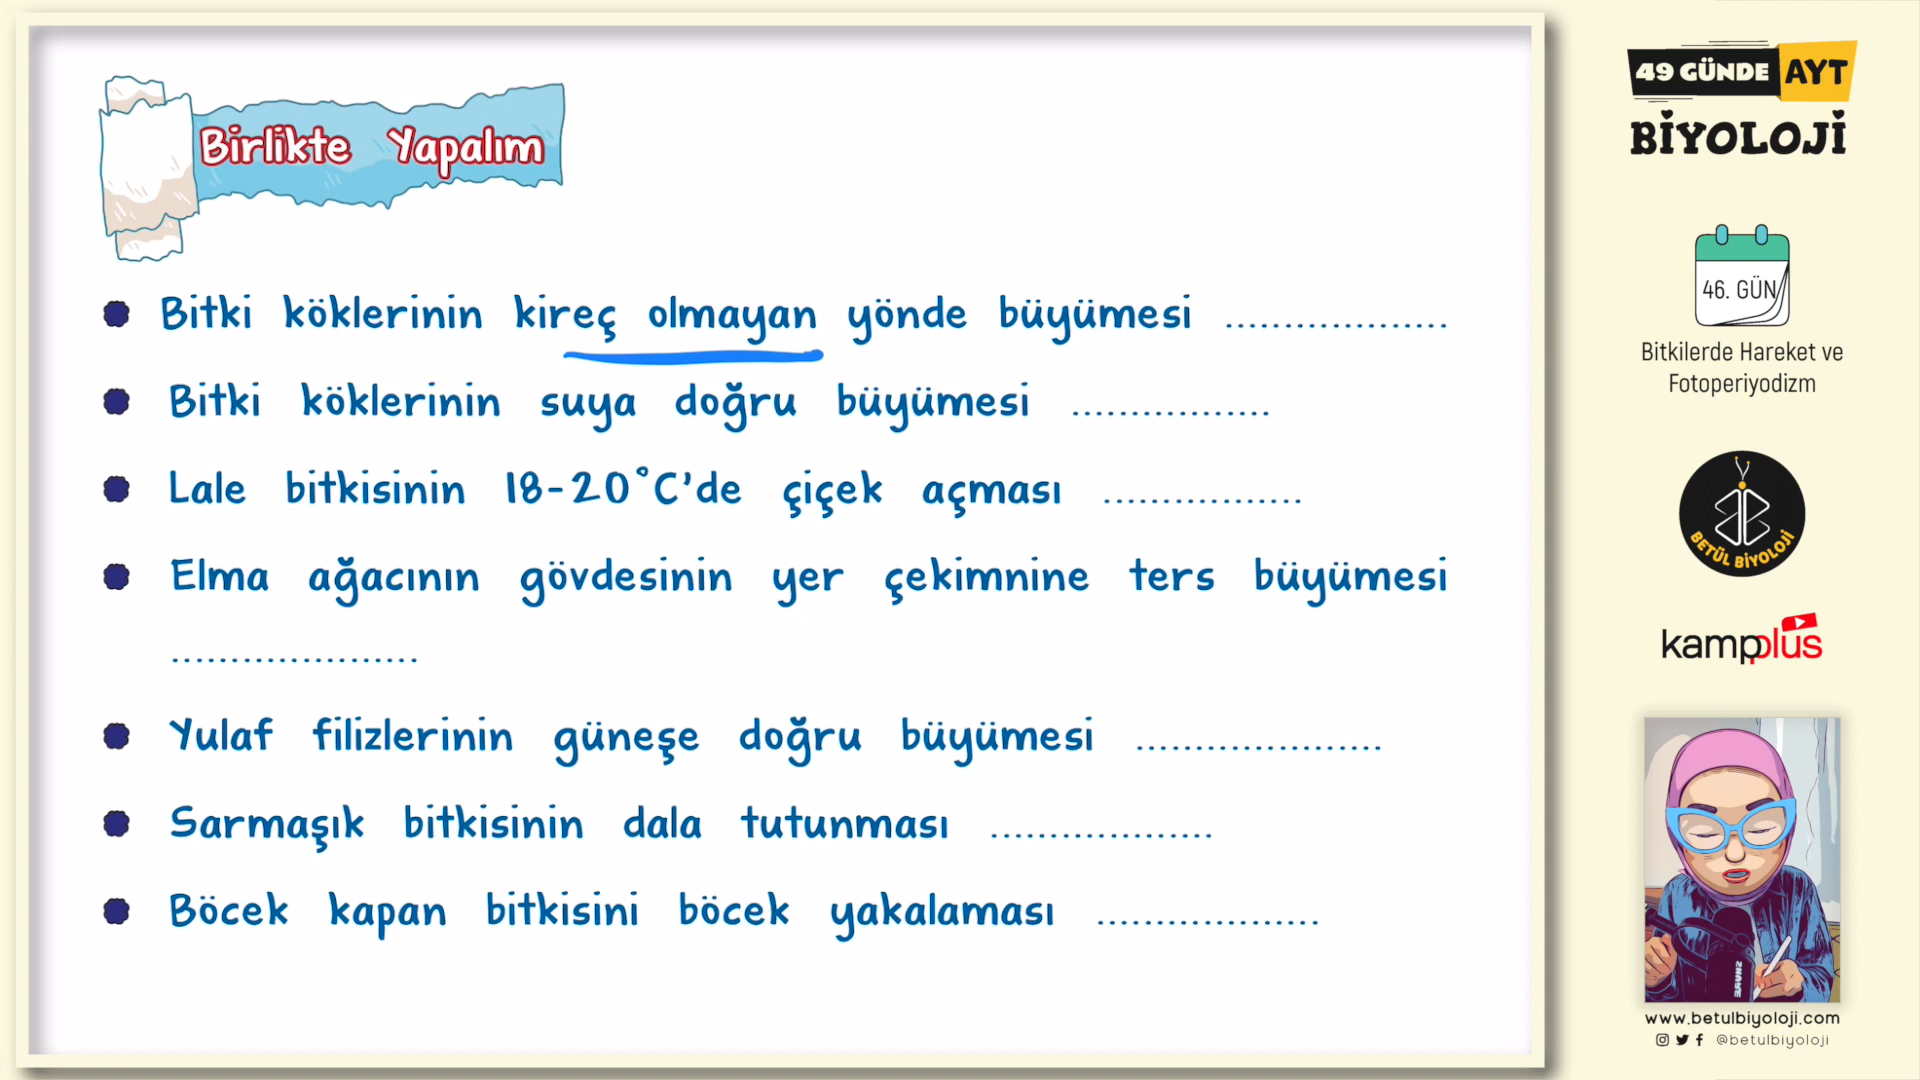 Birlikte Yapalım
Bitki köklerinin kireç olmayan yönde büyümesi ...................
Bitki köklerinin suya doğru büyümesi .................
Lale bitkisinin 18-20°C'de çiçek açması .................
Elma ağacının gövdesinin yer çekimnine ters büyümesi
.....................
Yulaf filizlerinin güneşe doğru büyümesi .....................
Sarmaşık bitkisinin dala tutunması ...................
Böcek kapan bitkisini böcek yakalaması ...................
49 GÜNDE AYT
BİYOLOJİ
46. GÜN
Bitkilerde Hareket ve
Fotoperiyodizm
BETÜL BİYOLOJİ
kampplus
SHURE
www.betulbiyoloji.com
@betulbiyoloji